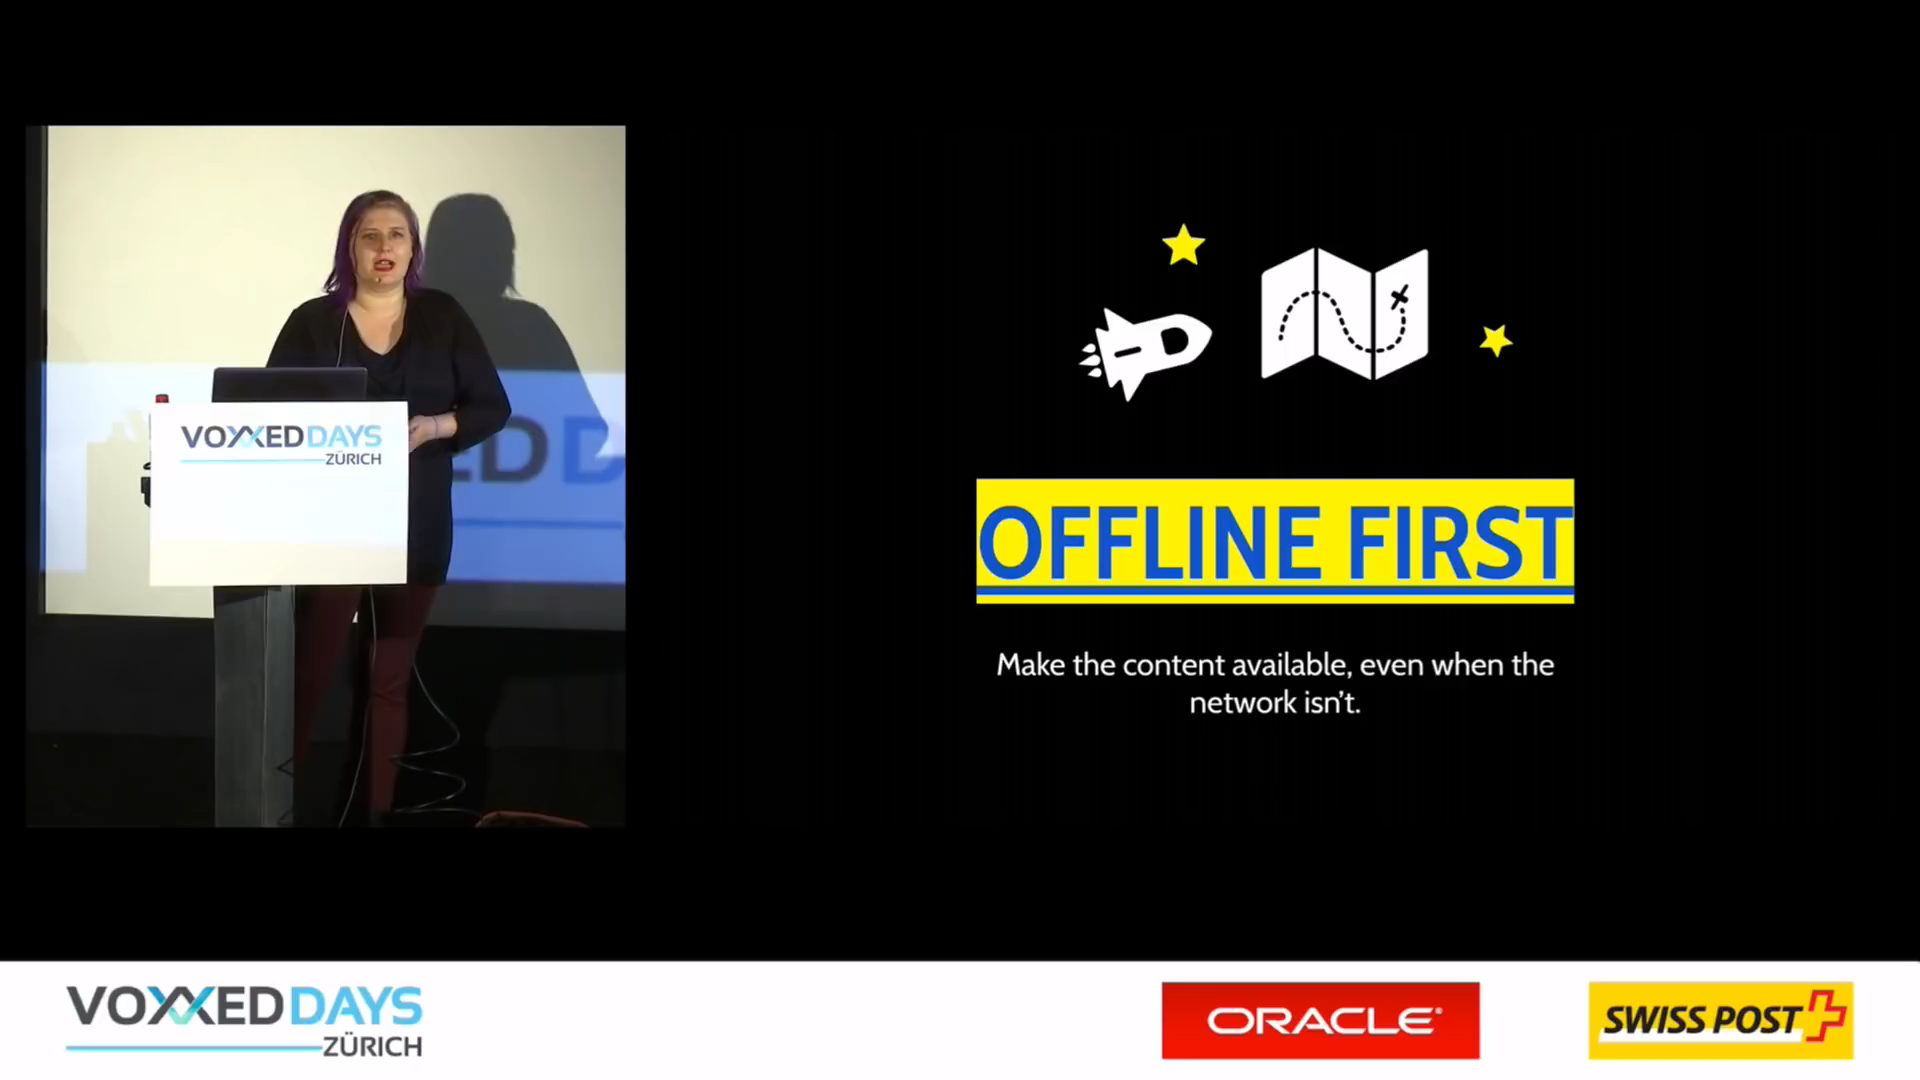 VOXXED DAYS
ZÜRICH
ED D
OFFLINE FIRST
Make the content available, even when the
network isn't.
VOXXED DAYS
ZÜRICH
ORACLE®
SWISS POST